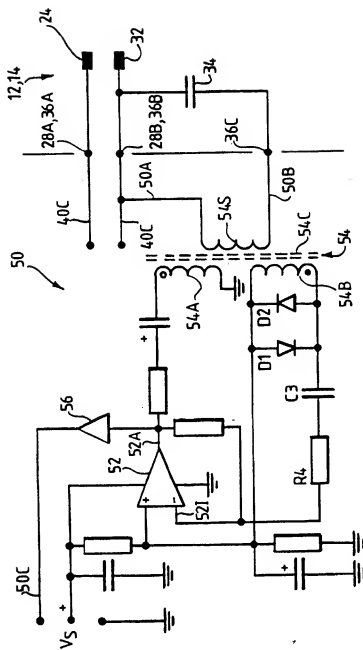 12,14
24
28A,36A
50
40C
32
56
40C
28B,36B
50C
50A
34
52
52A
54S
36C
VS
+
+
54A
50B
+
-
54C
52I
54
54B
D2
D1
+
C3
R4